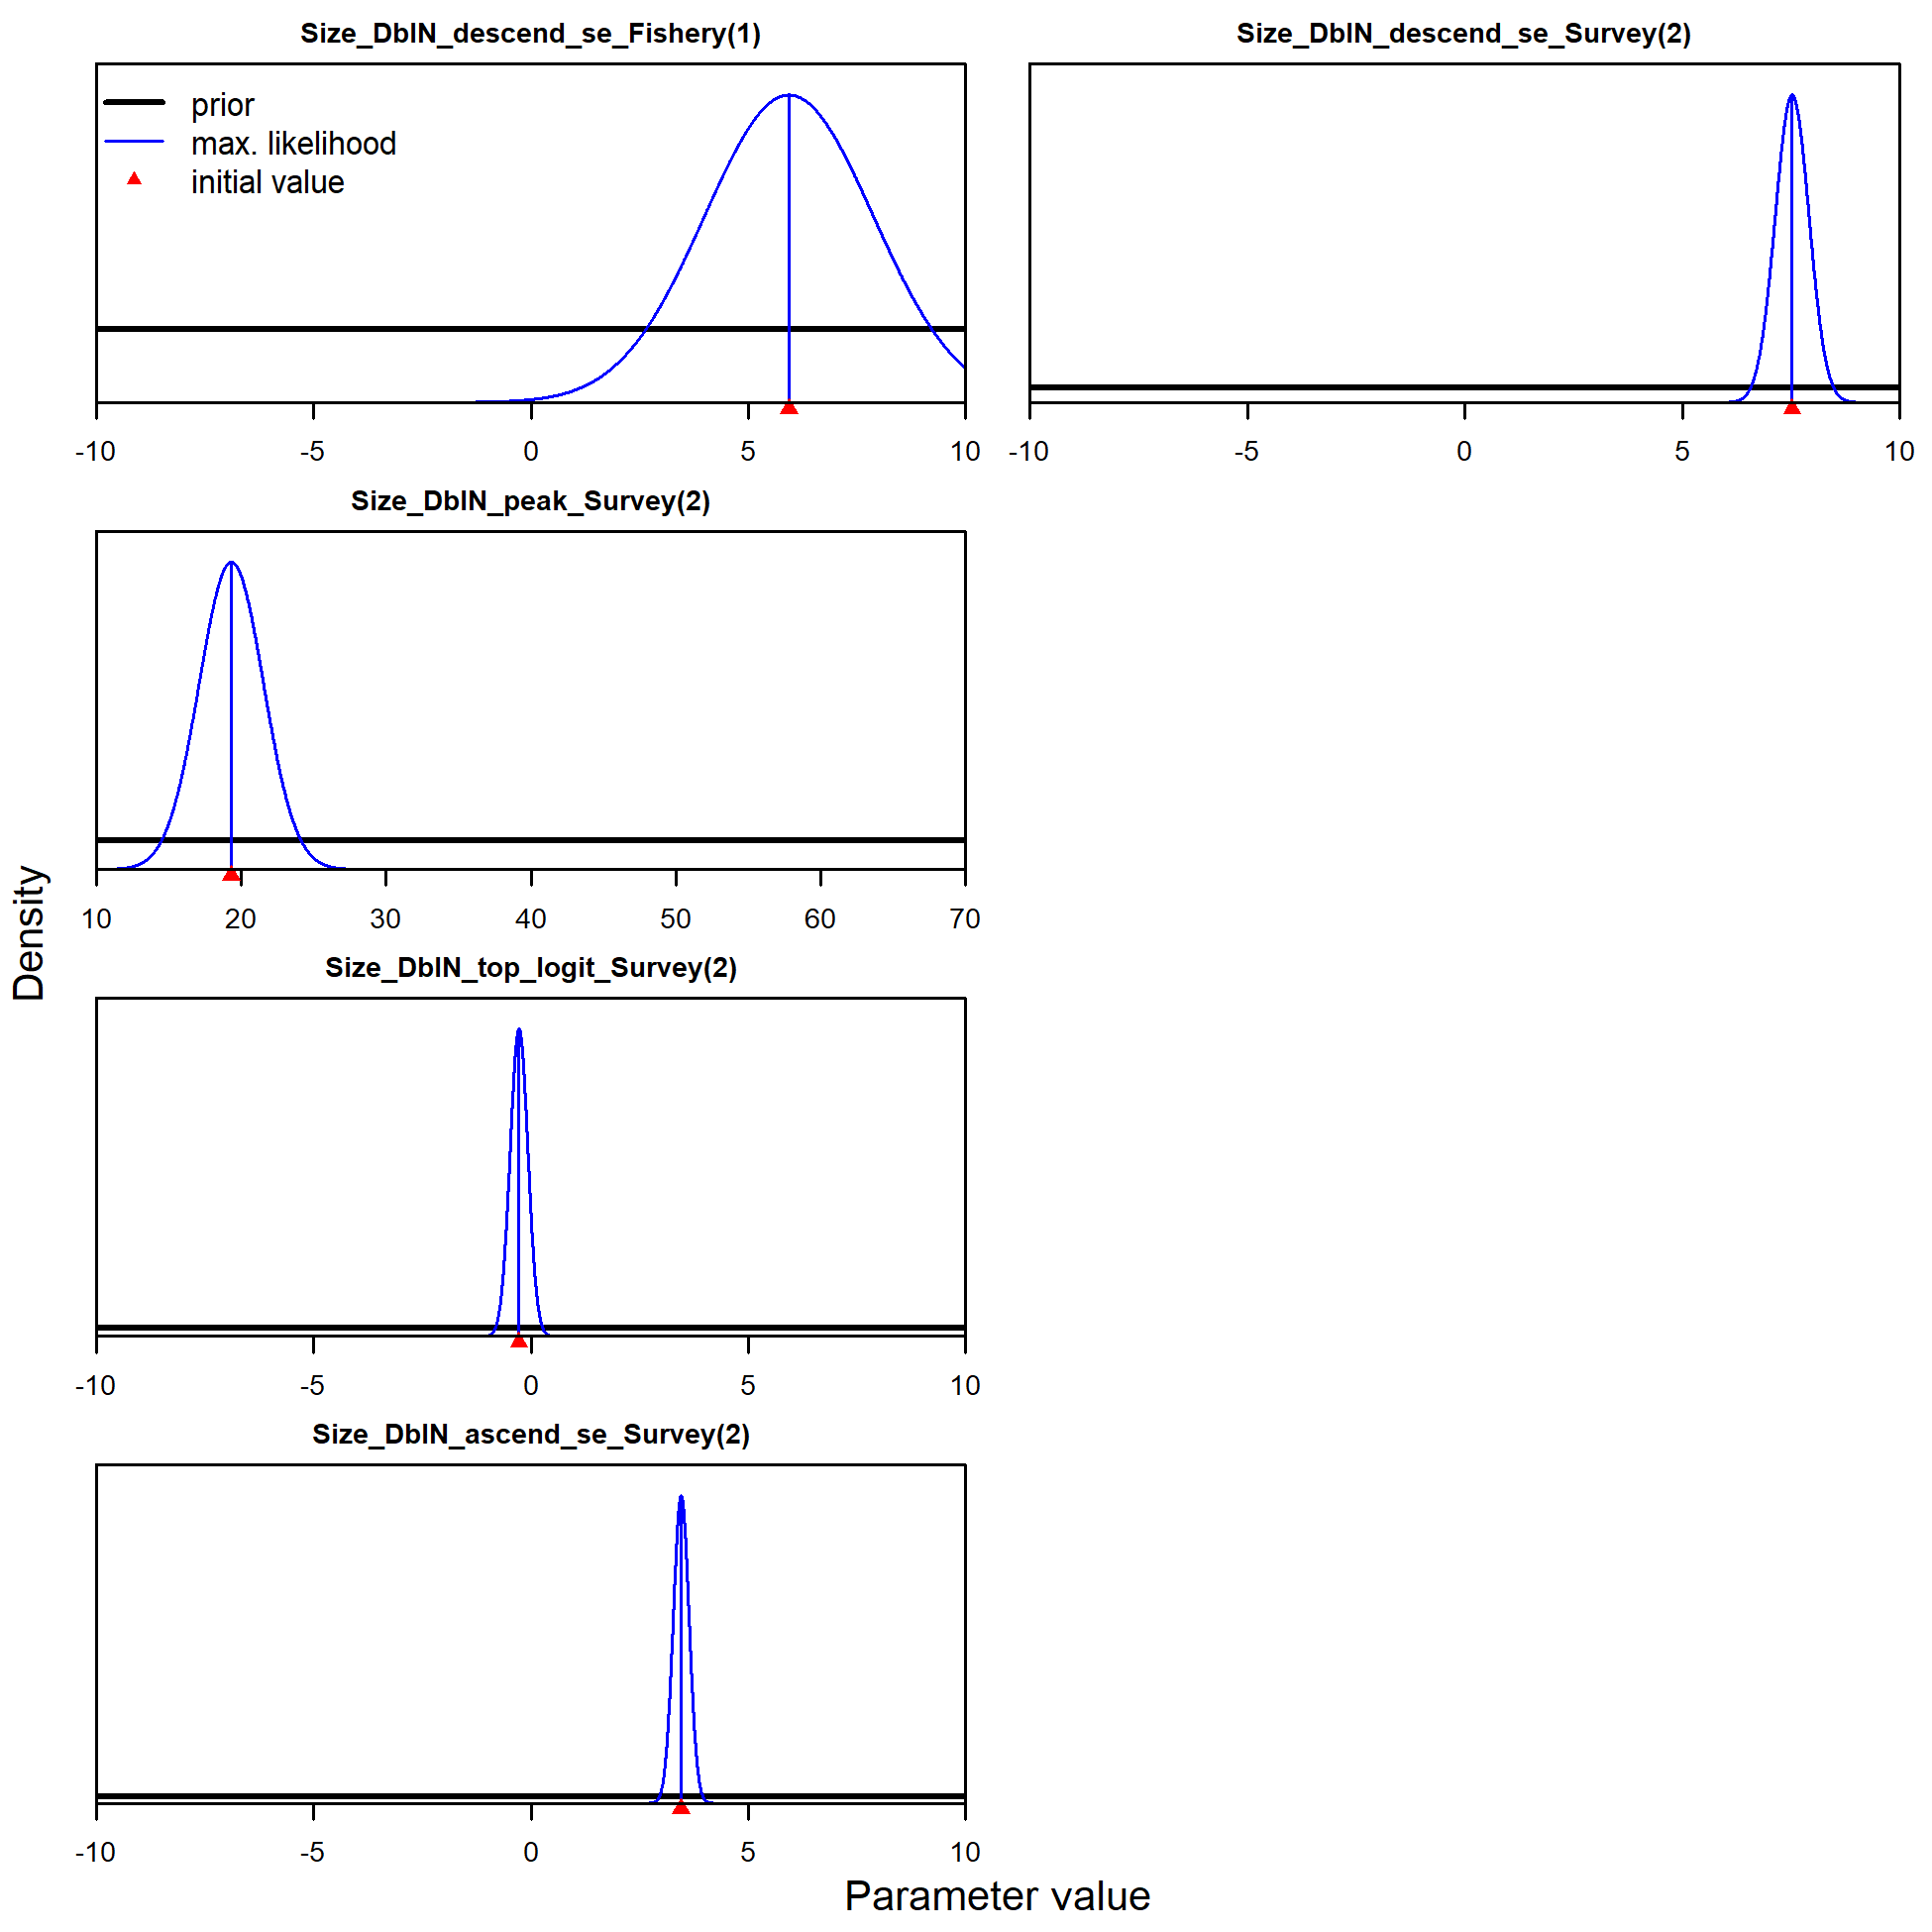 Size_DblN_descend_se_Fishery(1)
prior
max. likelihood
initial value
-10 -5 0 5 10
Size_DblN_descend_se_Survey(2)
-10 -5 0 5 10
Size_DblN_peak_Survey(2)
10 20 30 40 50 60 70
Size_DblN_top_logit_Survey(2)
-10 -5 0 5 10
Size_DblN_ascend_se_Survey(2)
-10 -5 0 5 10
Density
Parameter value